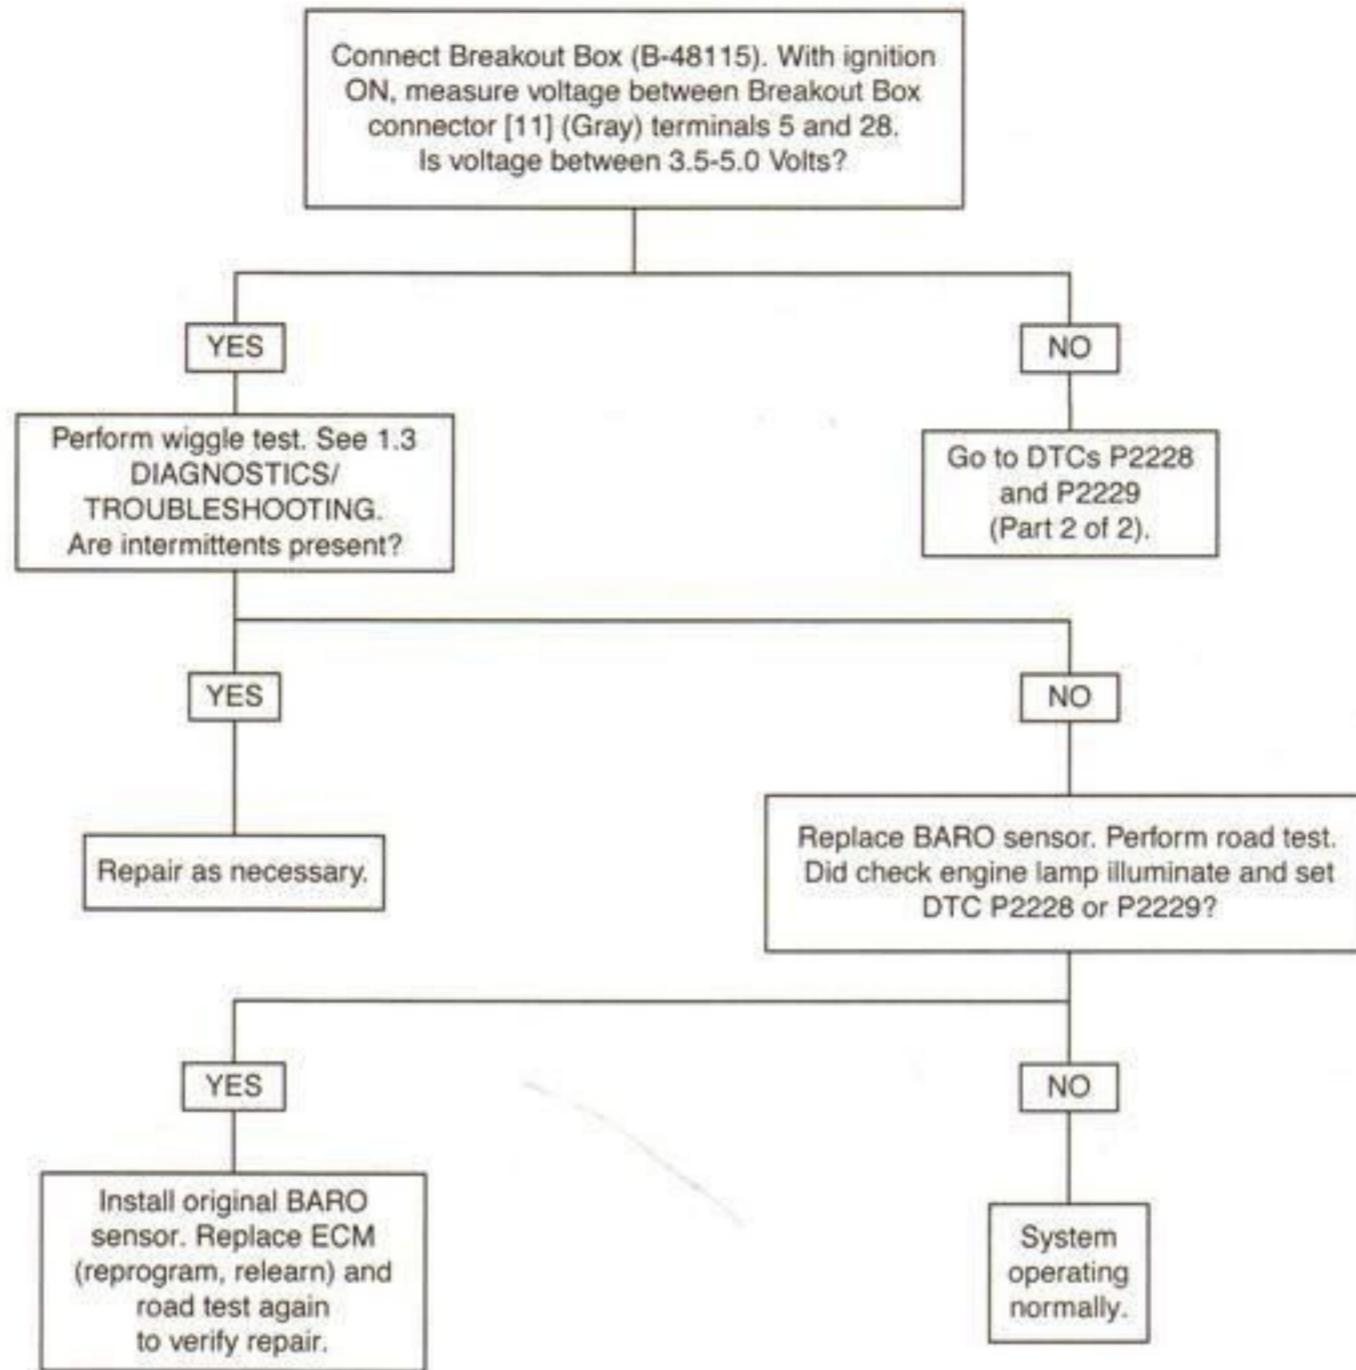 Connect Breakout Box (B-48115). With ignition
ON, measure voltage between Breakout Box
connector [11] (Gray) terminals 5 and 28.
Is voltage between 3.5-5.0 Volts?
YES
NO
Perform wiggle test. See 1.3
DIAGNOSTICS/
TROUBLESHOOTING.
Are intermittents present?
Go to DTCs P2228
and P2229
(Part 2 of 2).
YES
NO
Repair as necessary.
Replace BARO sensor. Perform road test.
Did check engine lamp illuminate and set
DTC P2228 or P2229?
YES
NO
Install original BARO
sensor. Replace ECM
(reprogram, relearn) and
road test again
to verify repair.
System
operating
normally.